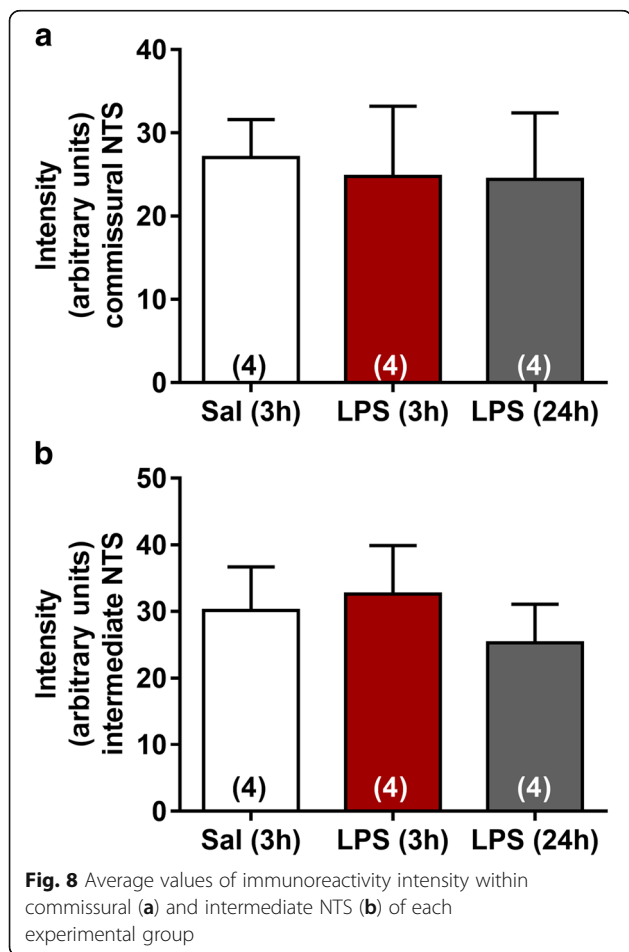 a
Intensity
(arbitrary units)
commissural NTS
40
30
20
10
0
(4)
(4)
(4)
Sal (3h)
LPS (3h)
LPS (24h)
b
Intensity
(arbitrary units)
intermediate NTS
50
40
30
20
10
0
(4)
(4)
(4)
Sal (3h)
LPS (3h)
LPS (24h)
Fig. 8 Average values of immunoreactivity intensity within
commissural (a) and intermediate NTS (b) of each
experimental group